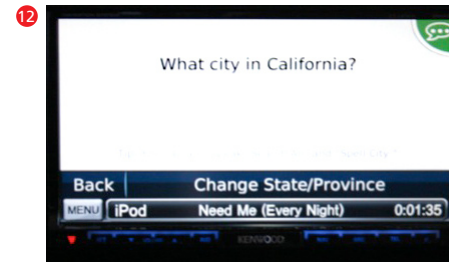 12
What city in California?
Back Change State/Province
MENU iPod Need Me (Every Night) 0:01:35
KENWOOD